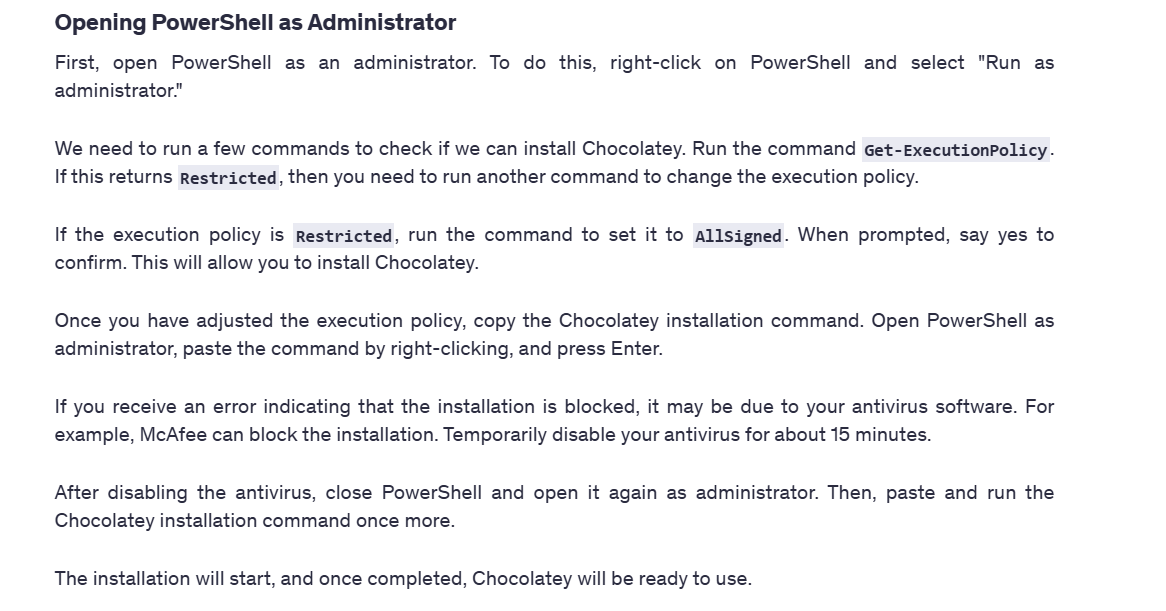 Opening PowerShell as Administrator
First, open PowerShell as an administrator. To do this, right-click on PowerShell and select "Run as
administrator."
We need to run a few commands to check if we can install Chocolatey. Run the command Get-ExecutionPolicy.
If this returns Restricted, then you need to run another command to change the execution policy.
If the execution policy is Restricted, run the command to set it to AllSigned. When prompted, say yes to
confirm. This will allow you to install Chocolatey.
Once you have adjusted the execution policy, copy the Chocolatey installation command. Open PowerShell as
administrator, paste the command by right-clicking, and press Enter.
If you receive an error indicating that the installation is blocked, it may be due to your antivirus software. For
example, McAfee can block the installation. Temporarily disable your antivirus for about 15 minutes.
After disabling the antivirus, close PowerShell and open it again as administrator. Then, paste and run the
Chocolatey installation command once more.
The installation will start, and once completed, Chocolatey will be ready to use.